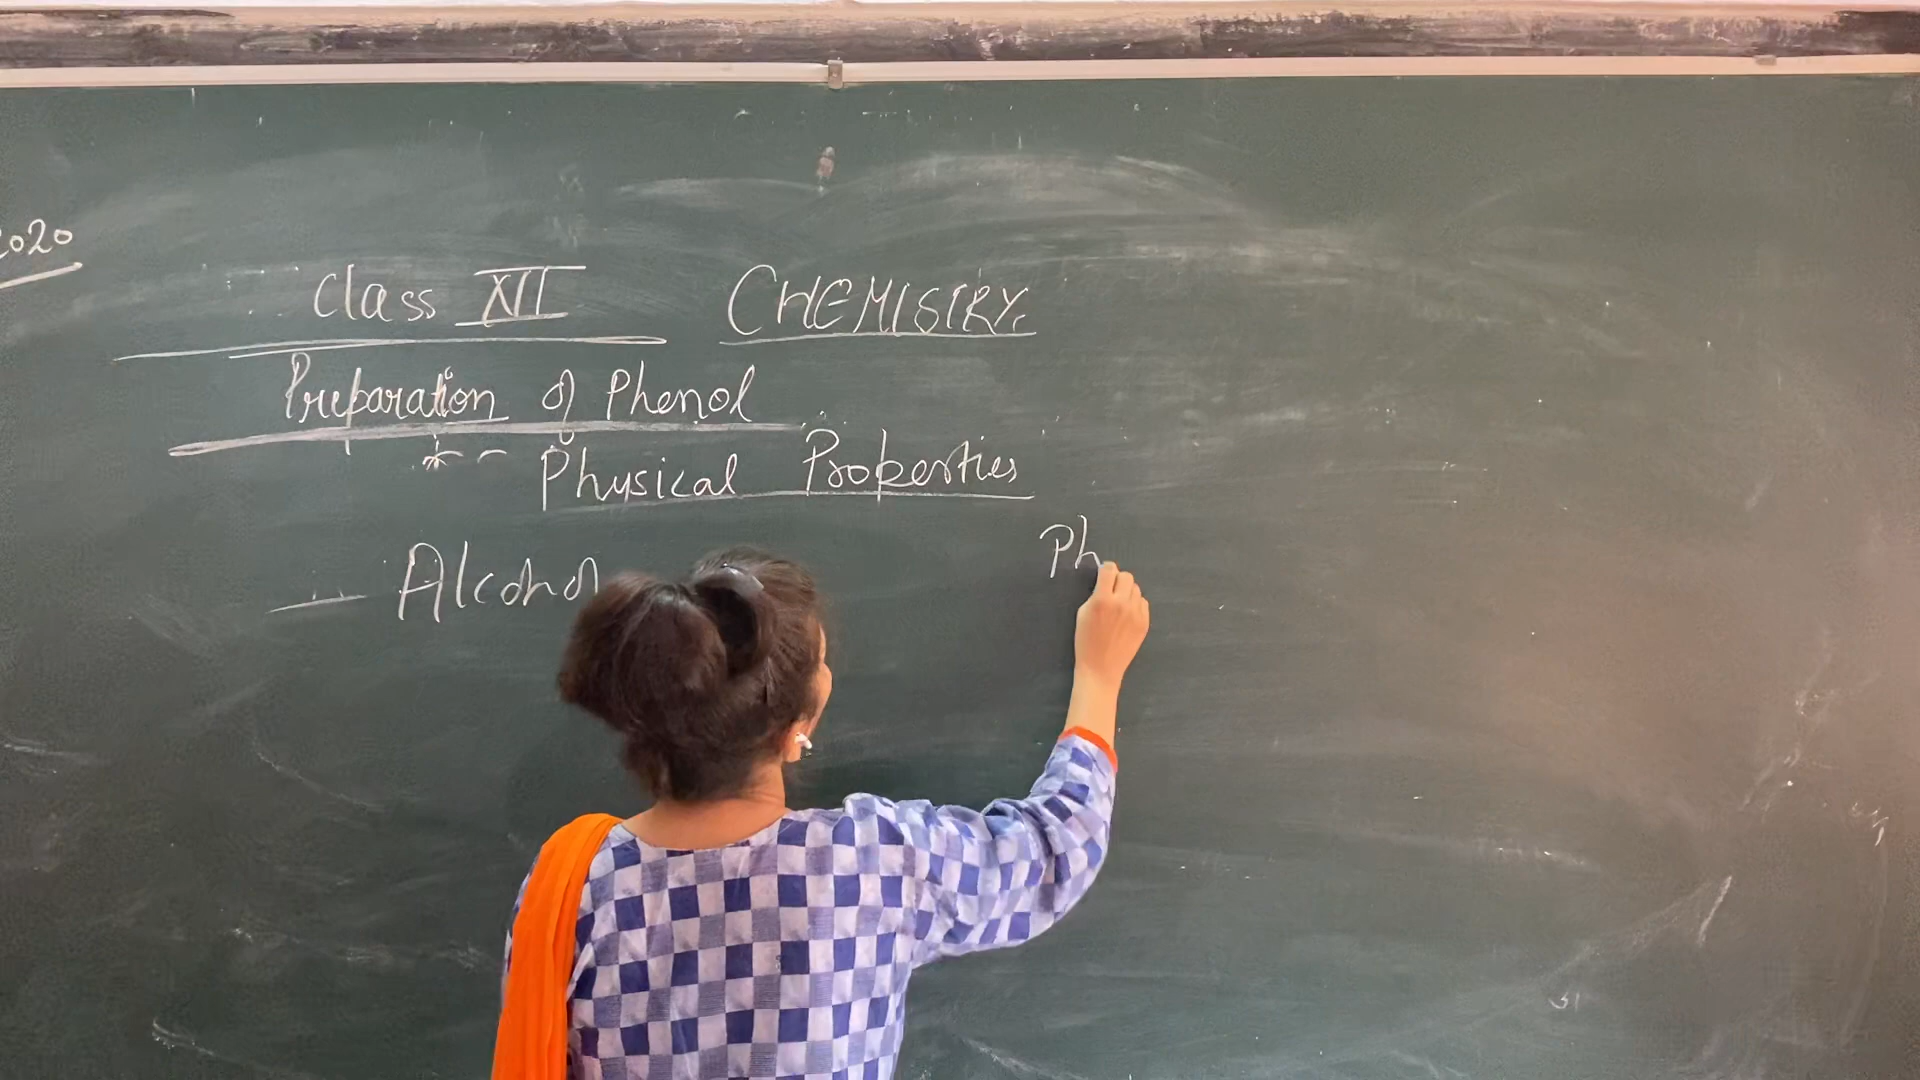 2020
Class XII CHEMISTRY
Preparation of Phenol
Physical Properties
Alcohol Ph